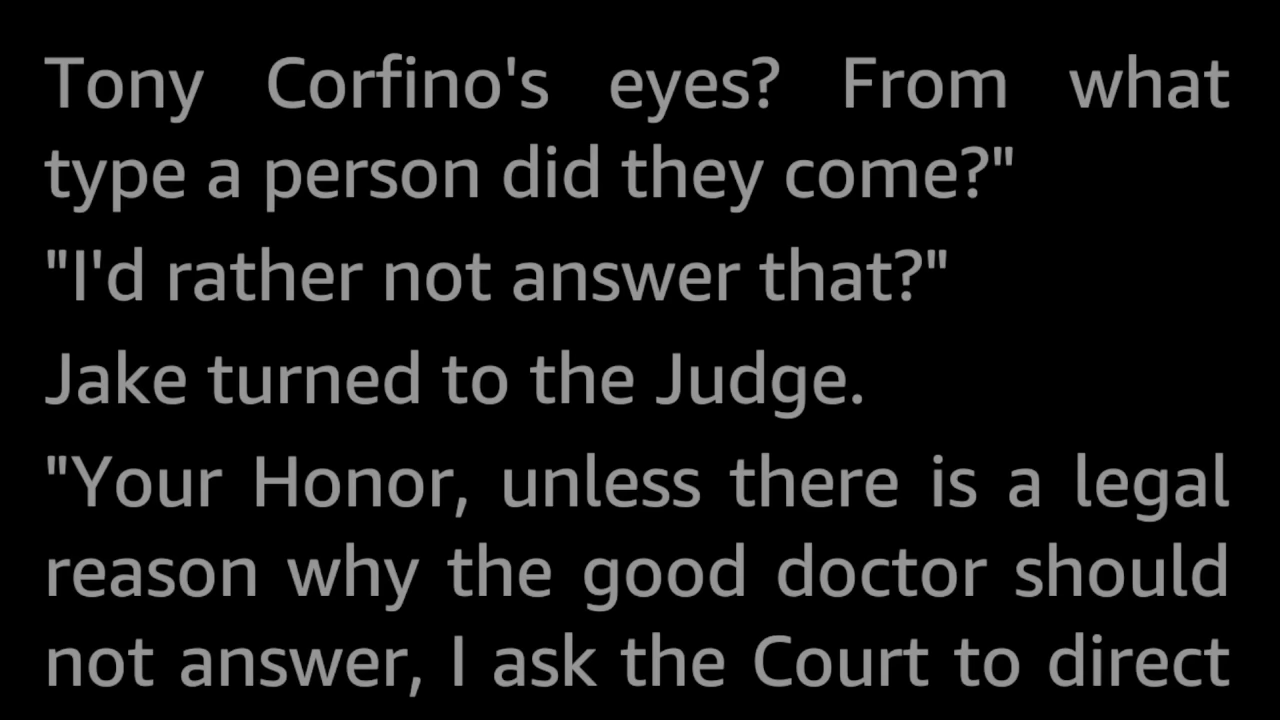 Tony Corfino's eyes? From what
type a person did they come?"
"I'd rather not answer that?"
Jake turned to the Judge.
"Your Honor, unless there is a legal
reason why the good doctor should
not answer, I ask the Court to direct